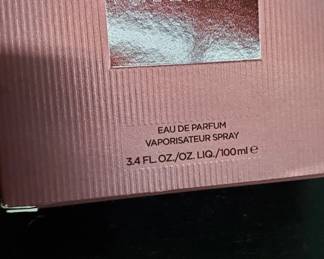 EAU DE PARFUM
VAPORISATEUR SPRAY
3.4 FL. OZ./OZ. LIQ./100ml ℮